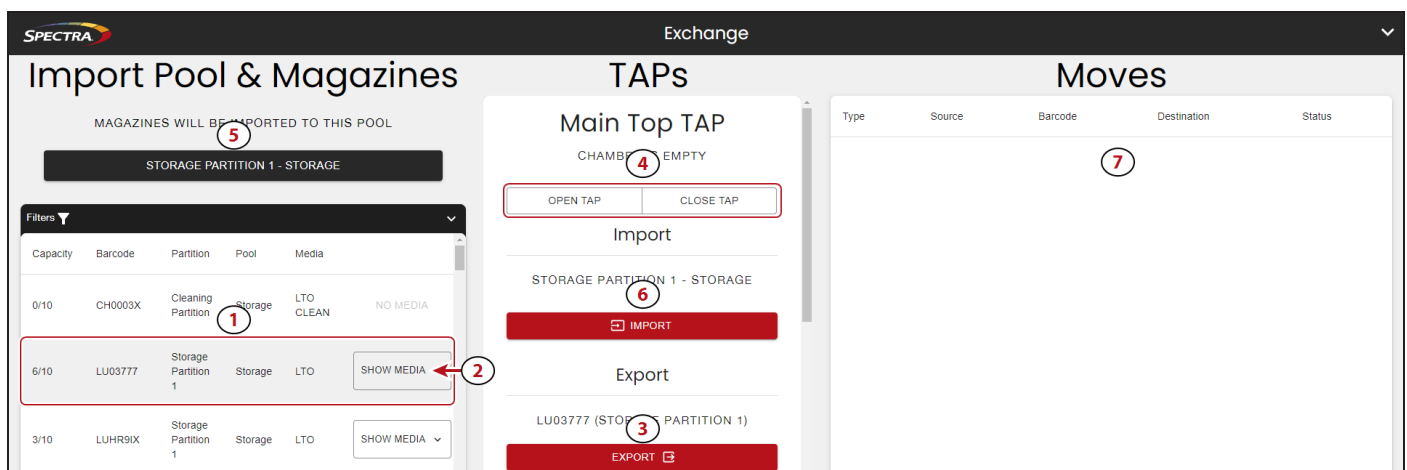 SPECTRA
Exchange
Import Pool & Magazines
TAPs
Moves
MAGAZINES WILL BE IMPORTED TO THIS POOL
5
STORAGE PARTITION 1 - STORAGE
Filters
Capacity Barcode Partition Pool Media
0/10 CH0003X Cleaning Partition Storage LTO CLEAN NO MEDIA
1
6/10 LU03777 Storage Partition 1 Storage LTO SHOW MEDIA
2
3/10 LUHR9IX Storage Partition 1 Storage LTO SHOW MEDIA
Main Top TAP
CHAMBER IS EMPTY
4
OPEN TAP CLOSE TAP
Import
STORAGE PARTITION 1 - STORAGE
6
IMPORT
Export
LU03777 (STORAGE PARTITION 1)
3
EXPORT
Type Source Barcode Destination Status
7